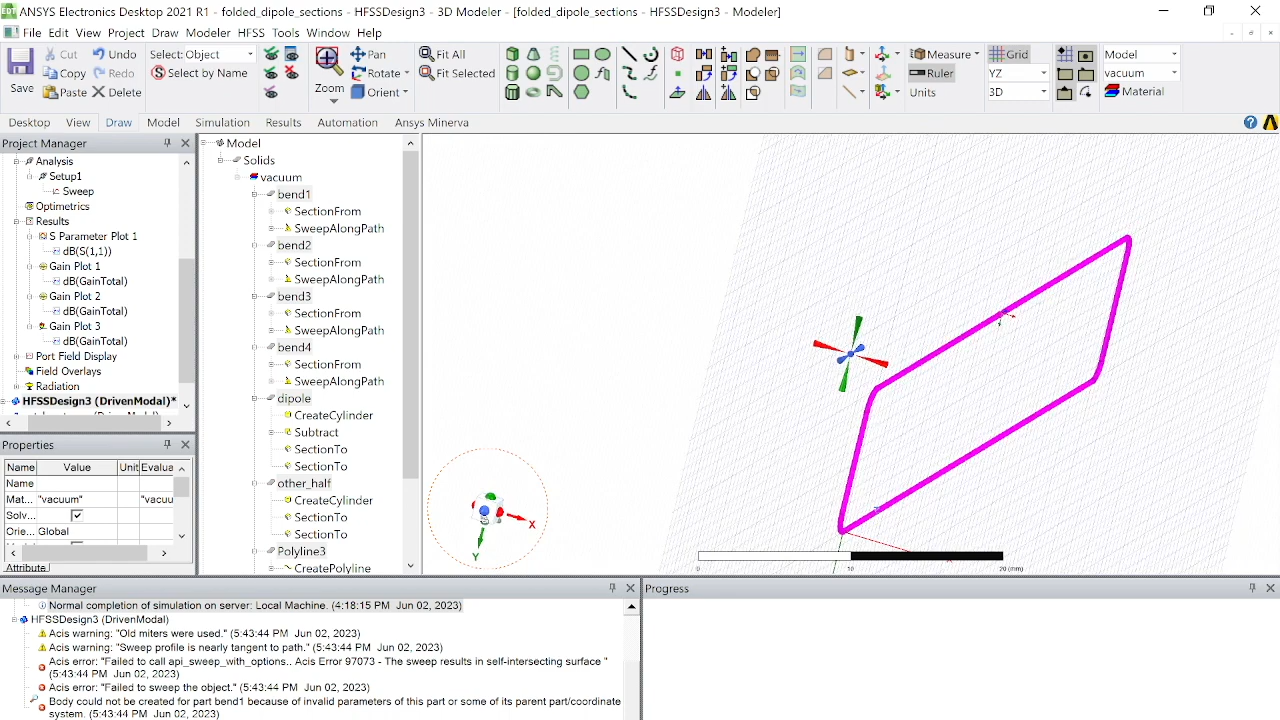 ANSYS Electronics Desktop 2021 R1 - folded_dipole_sections - HFSSDesign3 - 3D Modeler - [folded_dipole_sections - HFSSDesign3 - Modeler]
File Edit View Project Draw Modeler HFSS Tools Window Help
Save
Cut
Copy
Paste
Undo
Redo
Delete
Select: Object
Select by Name
Zoom
Pan
Rotate
Orient
Fit All
Fit Selected
Measure
Ruler
Units
Grid
YZ
3D
Model
vacuum
Material
Desktop View Draw Model Simulation Results Automation Ansys Minerva
Project Manager
Analysis
Setup1
Sweep
Optimetrics
Results
S Parameter Plot 1
dB(S(1,1))
Gain Plot 1
dB(GainTotal)
Gain Plot 2
dB(GainTotal)
Gain Plot 3
dB(GainTotal)
Port Field Display
Field Overlays
Radiation
HFSSDesign3 (DrivenModal)*
Properties
Name Value Unit Evalua
Name
Mat... "vacuum" "vacuu
Solv...
Orie... Global
Attribute
Model
Solids
vacuum
bend1
SectionFrom
SweepAlongPath
bend2
SectionFrom
SweepAlongPath
bend3
SectionFrom
SweepAlongPath
bend4
SectionFrom
SweepAlongPath
dipole
CreateCylinder
Subtract
SectionTo
SectionTo
other_half
CreateCylinder
SectionTo
SectionTo
Polyline3
CreatePolyline
X
Y
0 10 20 (mm)
Message Manager
Normal completion of simulation on server: Local Machine. (4:18:15 PM Jun 02, 2023)
HFSSDesign3 (DrivenModal)
Acis warning: "Old miters were used." (5:43:44 PM Jun 02, 2023)
Acis warning: "Sweep profile is nearly tangent to path." (5:43:44 PM Jun 02, 2023)
Acis error: "Failed to call api_sweep_with_options.. Acis Error 97073 - The sweep results in self-intersecting surface "
(5:43:44 PM Jun 02, 2023)
Acis error: "Failed to sweep the object." (5:43:44 PM Jun 02, 2023)
Body could not be created for part bend1 because of invalid parameters of this part or some of its parent part/coordinate
system. (5:43:44 PM Jun 02, 2023)
Progress